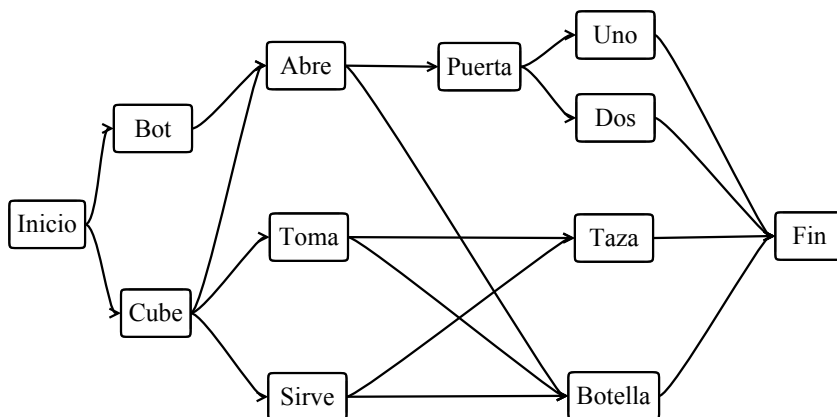 Inicio
Bot
Cube
Abre
Toma
Sirve
Puerta
Uno
Dos
Taza
Botella
Fin